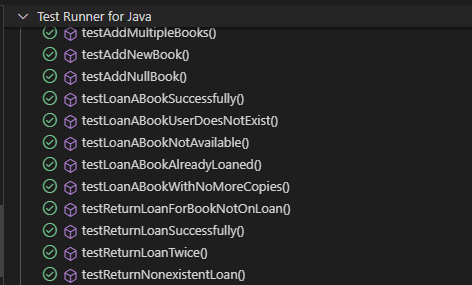 Test Runner for Java
testAddMultipleBooks()
testAddNewBook()
testAddNullBook()
testLoanABookSuccessfully()
testLoanABookUserDoesNotExist()
testLoanABookNotAvailable()
testLoanABookAlreadyLoaned()
testLoanABookWithNoMoreCopies()
testReturnLoanForBookNotOnLoan()
testReturnLoanSuccessfully()
testReturnLoanTwice()
testReturnNonexistentLoan()